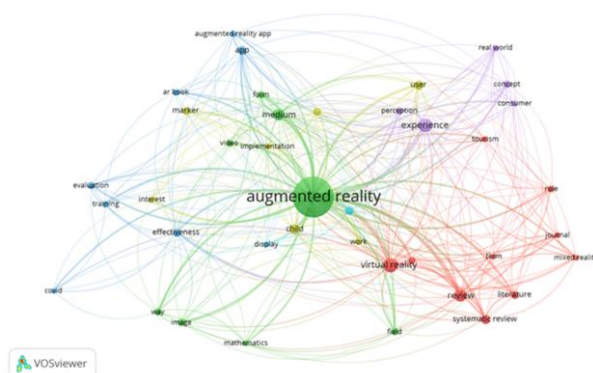 augmented reality app
app
real world
ar book
form
user
concept
marker
medium
perception
consumer
experience
video
implementation
tourism
augmented reality
evaluation
role
training
interest
effectiveness
child
display
work
journal
virtual reality
term
mixed reality
covid
review
literature
way
image
systematic review
field
mathematics
VOSviewer